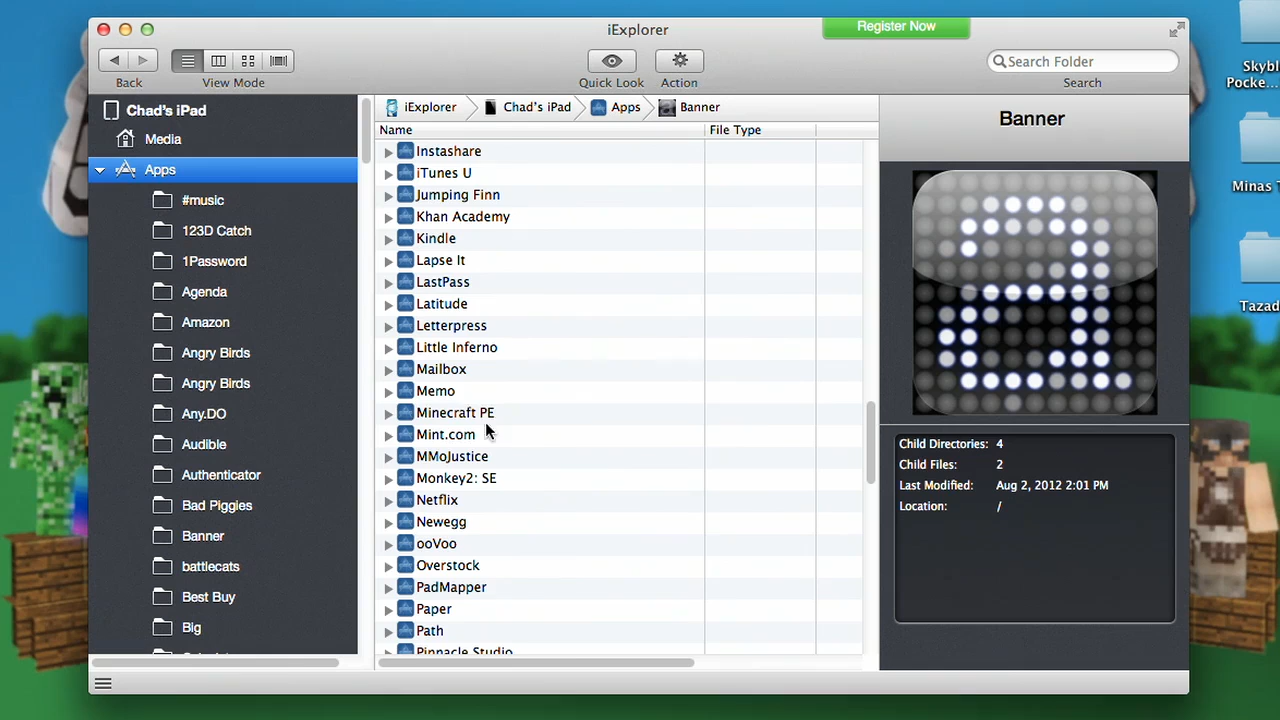 iExplorer
Register Now
Back
View Mode
Quick Look
Action
Search Folder
Search
Chad's iPad
Media
Apps
#music
123D Catch
1Password
Agenda
Amazon
Angry Birds
Angry Birds
Any.DO
Audible
Authenticator
Bad Piggies
Banner
battlecats
Best Buy
Big
iExplorer
Chad's iPad
Apps
Banner
Name
File Type
Instashare
iTunes U
Jumping Finn
Khan Academy
Kindle
Lapse It
LastPass
Latitude
Letterpress
Little Inferno
Mailbox
Memo
Minecraft PE
Mint.com
MMoJustice
Monkey2: SE
Netflix
Newegg
ooVoo
Overstock
PadMapper
Paper
Path
Pinnacle Studio
Banner
Child Directories: 4
Child Files: 2
Last Modified: Aug 2, 2012 2:01 PM
Location: /
Skybl
Pocke...
Minas T
Tazad